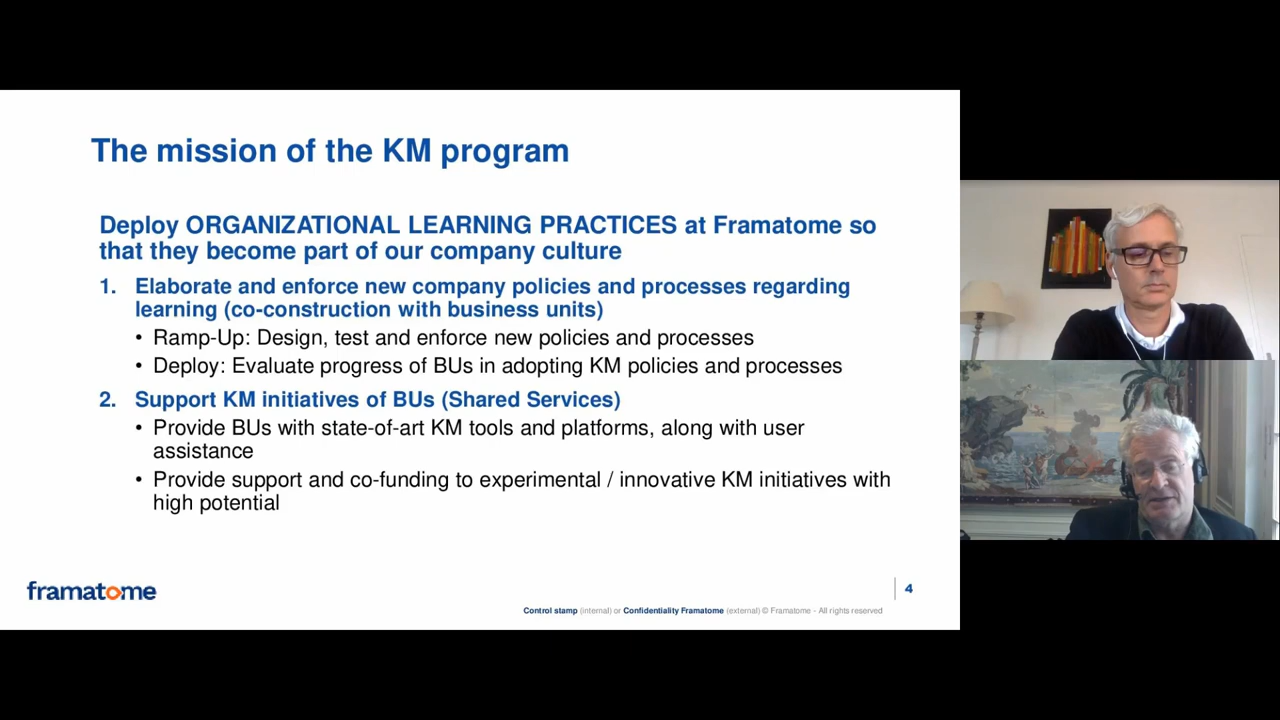 The mission of the KM program
Deploy ORGANIZATIONAL LEARNING PRACTICES at Framatome so
that they become part of our company culture
1. Elaborate and enforce new company policies and processes regarding
learning (co-construction with business units)
• Ramp-Up: Design, test and enforce new policies and processes
• Deploy: Evaluate progress of BUs in adopting KM policies and processes
2. Support KM initiatives of BUs (Shared Services)
• Provide BUs with state-of-art KM tools and platforms, along with user
assistance
• Provide support and co-funding to experimental / innovative KM initiatives with
high potential
framatome
4
Control stamp (internal) or Confidentiality Framatome (external) © Framatome - All rights reserved